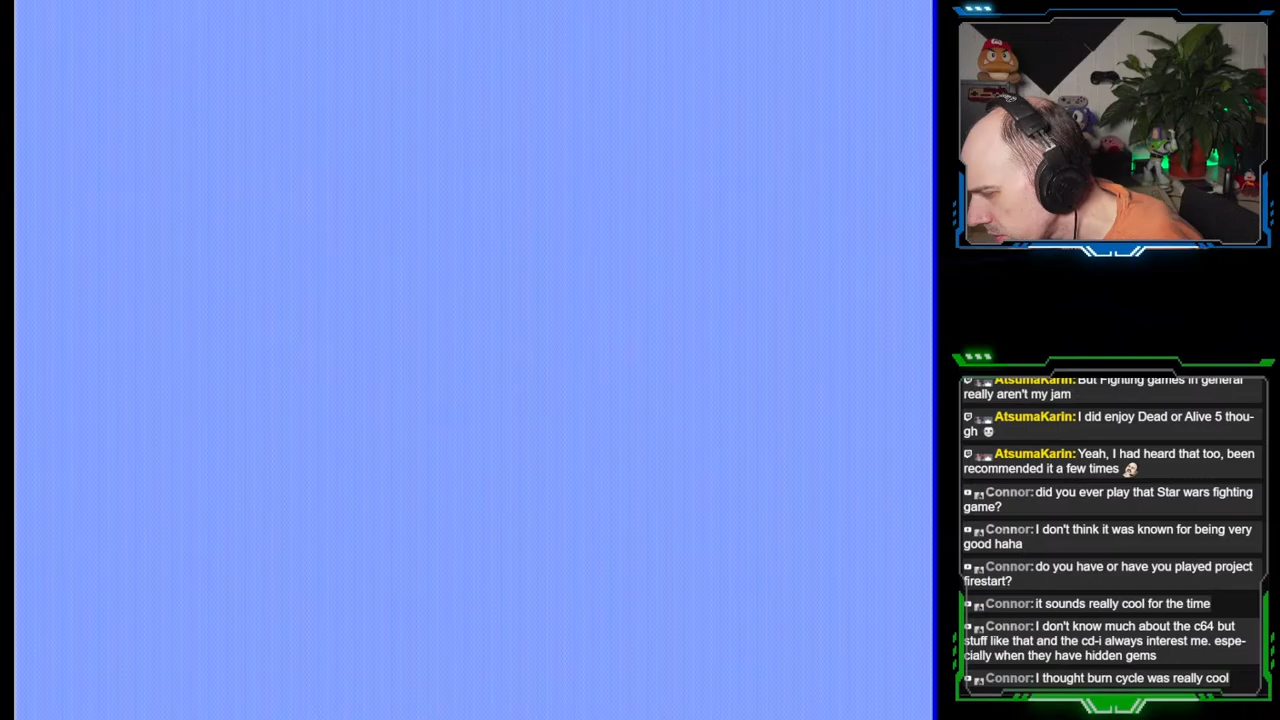 AtsumaKarin: But Fighting games in general
really aren't my jam
AtsumaKarin: I did enjoy Dead or Alive 5 thou-
gh
AtsumaKarin: Yeah, I had heard that too, been
recommended it a few times
Connor: did you ever play that Star wars fighting
game?
Connor: I don't think it was known for being very
good haha
Connor: do you have or have you played project
firestart?
Connor: it sounds really cool for the time
Connor: I don't know much about the c64 but
stuff like that and the cd-i always interest me. espe-
cially when they have hidden gems
Connor: I thought burn cycle was really cool